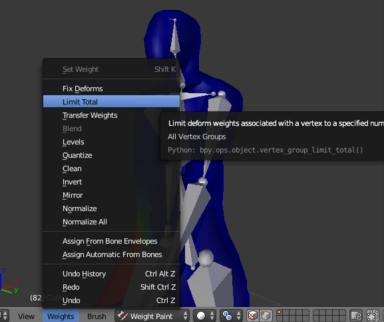 Set Weight Shift K
Fix Deforms
Limit Total
Transfer Weights
Limit deform weights associated with a vertex to a specified num
Blend
All Vertex Groups
Levels
Python: bpy.ops.object.vertex_group_limit_total()
Quantize
Clean
Invert
Mirror
Normalize
Normalize All
Assign From Bone Envelopes
Assign Automatic From Bones
Undo History Ctrl Alt Z
Redo Shift Ctrl Z
(82)
Undo Ctrl Z
View Weights Brush Weight Paint